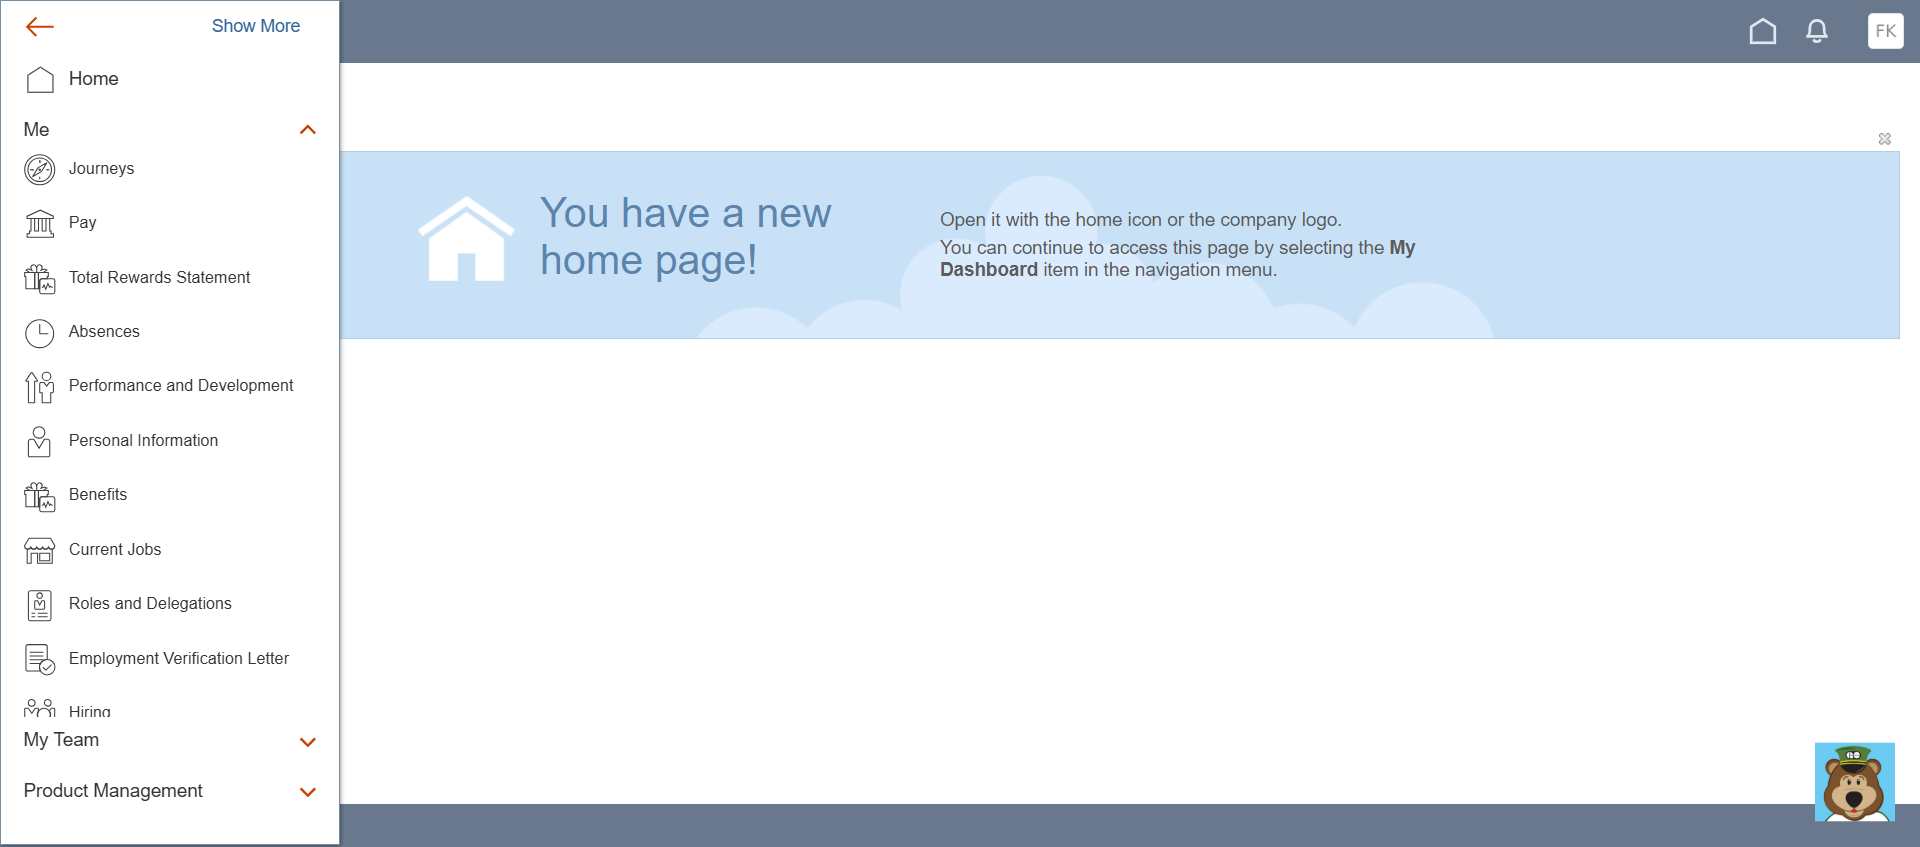 Show More
FK
Home
Me
Journeys
Pay
Total Rewards Statement
Absences
Performance and Development
Personal Information
Benefits
Current Jobs
Roles and Delegations
Employment Verification Letter
Hiring
My Team
Product Management
You have a new
home page!
Open it with the home icon or the company logo.
You can continue to access this page by selecting the My
Dashboard item in the navigation menu.